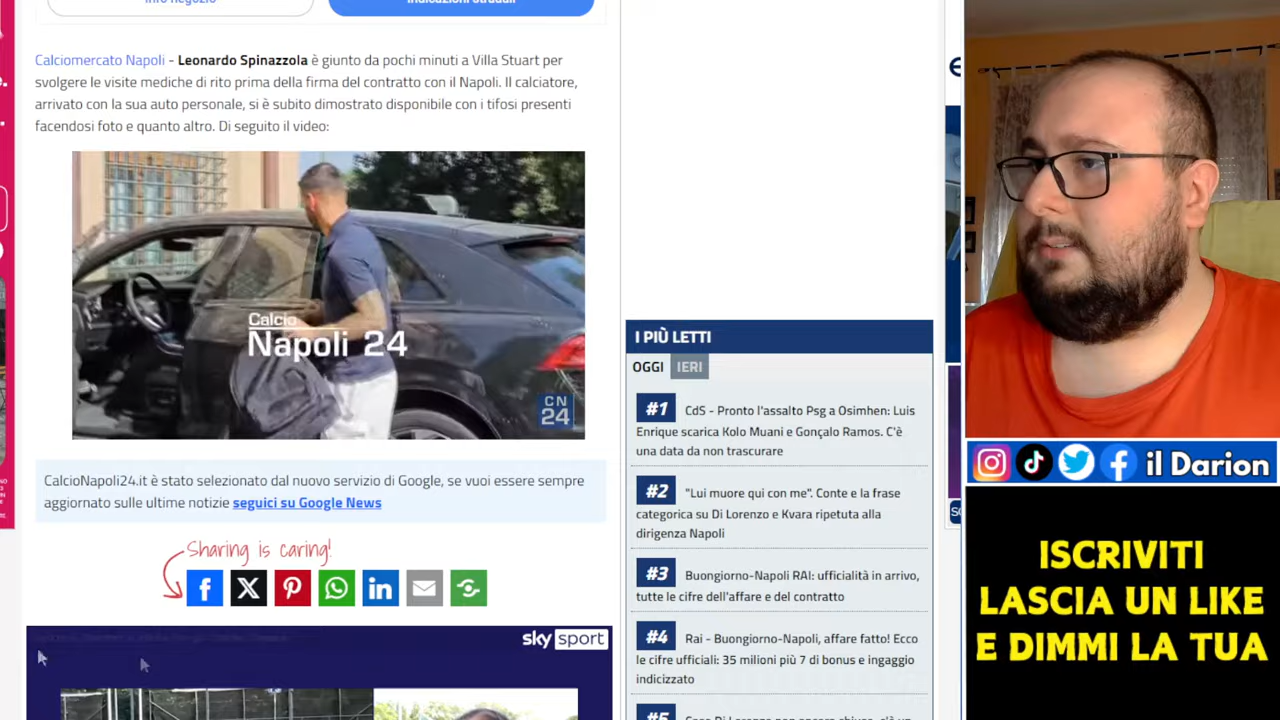 Info negozio
Indicazioni stradali
Calciomercato Napoli - Leonardo Spinazzola è giunto da pochi minuti a Villa Stuart per
svolgere le visite mediche di rito prima della firma del contratto con il Napoli. Il calciatore,
arrivato con la sua auto personale, si è subito dimostrato disponibile con i tifosi presenti
facendosi foto e quanto altro. Di seguito il video:
Calcio
Napoli 24
CN
24
CalcioNapoli24.it è stato selezionato dal nuovo servizio di Google, se vuoi essere sempre
aggiornato sulle ultime notizie seguici su Google News
Sharing is caring!
sky sport
I PIÙ LETTI
OGGI IERI
#1 CdS - Pronto l'assalto Psg a Osimhen: Luis
Enrique scarica Kolo Muani e Gonçalo Ramos. C'è
una data da non trascurare
#2 "Lui muore qui con me". Conte e la frase
categorica su Di Lorenzo e Kvara ripetuta alla
dirigenza Napoli
#3 Buongiorno-Napoli RAI: ufficialità in arrivo,
tutte le cifre dell'affare e del contratto
#4 Rai - Buongiorno-Napoli, affare fatto! Ecco
le cifre ufficiali: 35 milioni più 7 di bonus e ingaggio
indicizzato
#5
il Darion
ISCRIVITI
LASCIA UN LIKE
E DIMMI LA TUA